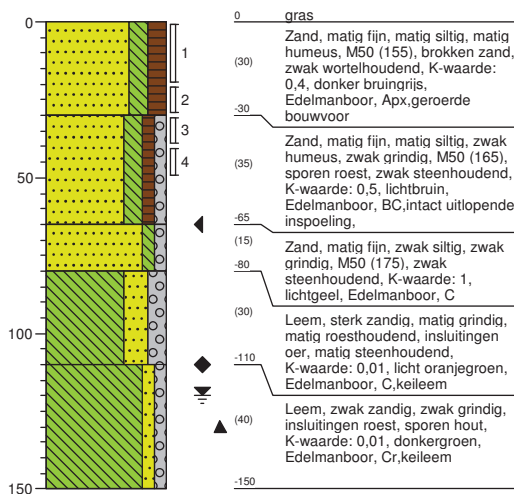 0
50
100
150
1
2
3
4
0 gras
(30)
Zand, matig fijn, matig siltig, matig
humeus, M50 (155), brokken zand,
zwak wortelhoudend, K-waarde:
0,4, donker bruingrijs,
Edelmanboor, Apx,geroerde
bouwvoor
-30
(35)
Zand, matig fijn, matig siltig, zwak
humeus, zwak grindig, M50 (165),
sporen roest, zwak steenhoudend,
K-waarde: 0,5, lichtbruin,
Edelmanboor, BC,intact uitlopende
inspoeling,
-65
(15)
Zand, matig fijn, zwak siltig, zwak
grindig, M50 (175), zwak
steenhoudend, K-waarde: 1,
lichtgeel, Edelmanboor, C
-80
(30)
Leem, sterk zandig, matig grindig,
matig roesthoudend, insluitingen
oer, matig steenhoudend,
K-waarde: 0,01, licht oranjegroen,
Edelmanboor, C,keileem
-110
(40)
Leem, zwak zandig, zwak grindig,
insluitingen roest, sporen hout,
K-waarde: 0,01, donkergroen,
Edelmanboor, Cr,keileem
-150